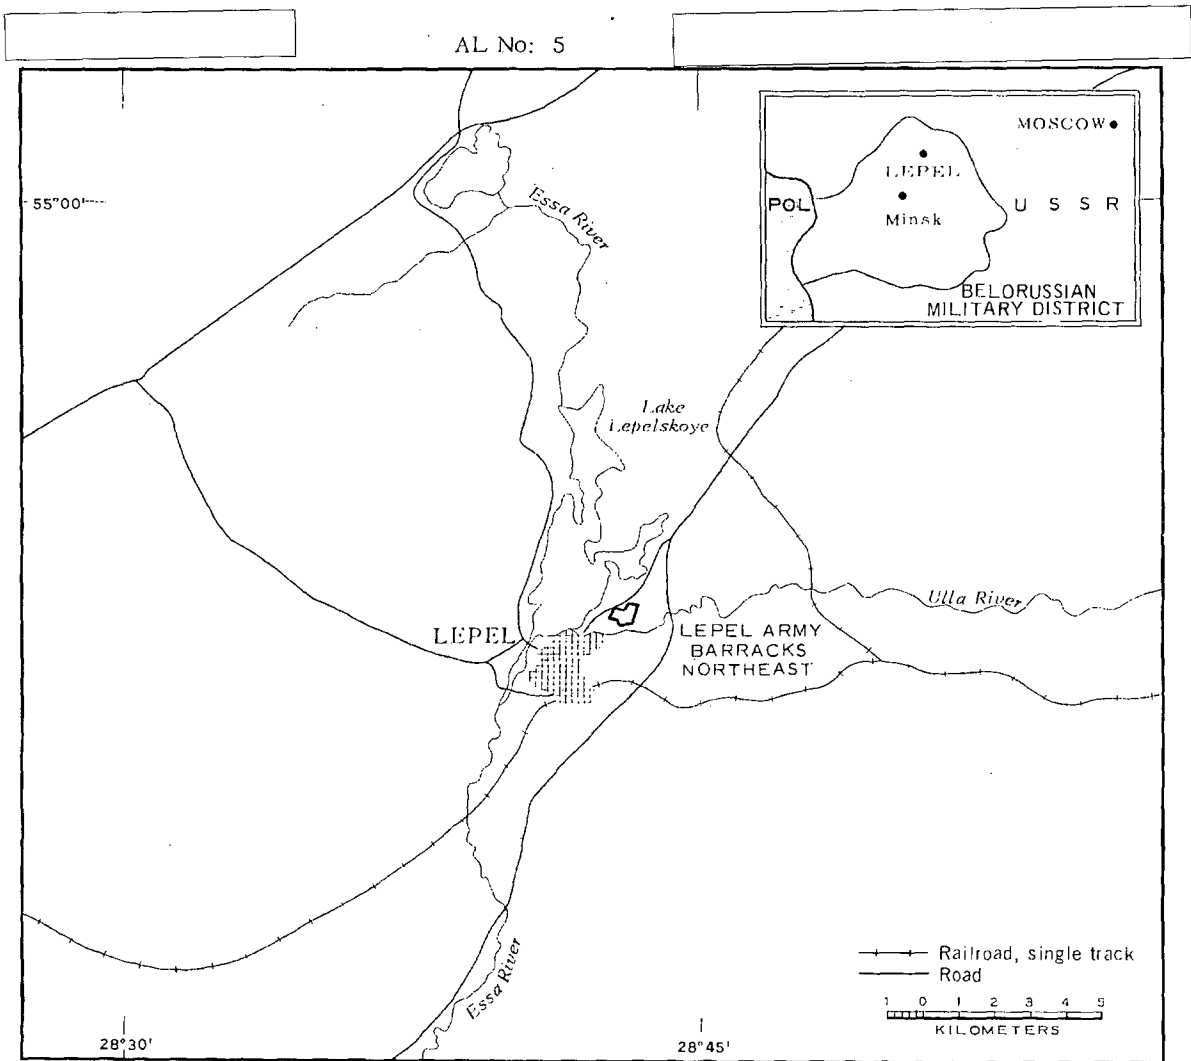 AL No: 5
MOSCOW
LEPEL
POL
Minsk
U S S R
BELORUSSIAN
MILITARY DISTRICT
55°00'
Essa River
Lake
Lepelskoye
Ulla River
LEPEL
LEPEL ARMY
BARRACKS
NORTHEAST
Essa River
Railroad, single track
Road
1 0 1 2 3 4 5
KILOMETERS
28°30'
28°45'